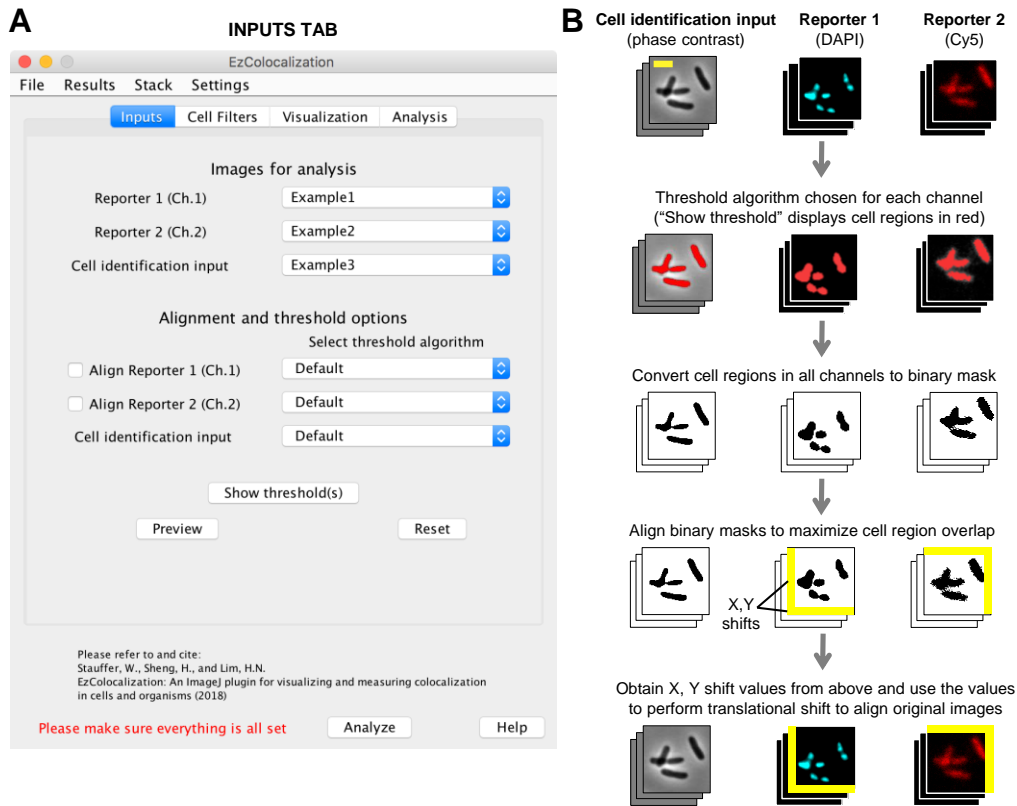 A
INPUTS TAB
EzColocalization
File Results Stack Settings
Inputs Cell Filters Visualization Analysis
Images for analysis
Reporter 1 (Ch.1) Example1
Reporter 2 (Ch.2) Example2
Cell identification input Example3
Alignment and threshold options
Select threshold algorithm
Align Reporter 1 (Ch.1) Default
Align Reporter 2 (Ch.2) Default
Cell identification input Default
Show threshold(s)
Preview Reset
Please refer to and cite:
Stauffer, W., Sheng, H., and Lim, H.N.
EzColocalization: An ImageJ plugin for visualizing and measuring colocalization
in cells and organisms (2018)
Please make sure everything is all set Analyze Help
B
Cell identification input Reporter 1 Reporter 2
(phase contrast) (DAPI) (Cy5)
Threshold algorithm chosen for each channel
(“Show threshold” displays cell regions in red)
Convert cell regions in all channels to binary mask
Align binary masks to maximize cell region overlap
X,Y
shifts
Obtain X, Y shift values from above and use the values
to perform translational shift to align original images